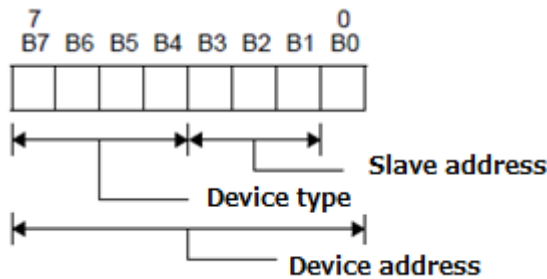 7 0
B7 B6 B5 B4 B3 B2 B1 B0
Slave address
Device type
Device address